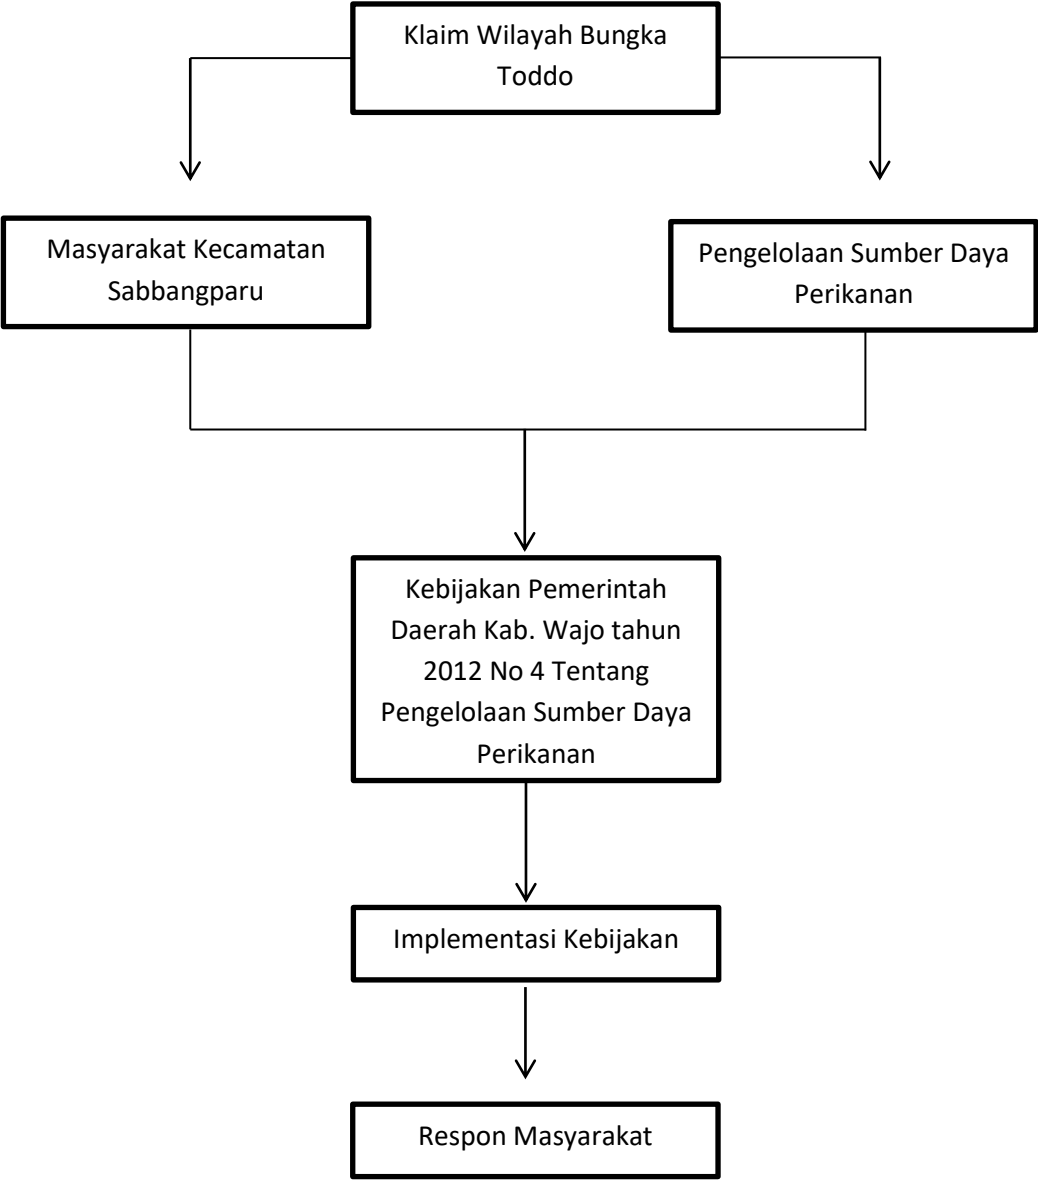 Klaim Wilayah Bungka
Toddo
Masyarakat Kecamatan
Sabbangparu
Pengelolaan Sumber Daya
Perikanan
Kebijakan Pemerintah
Daerah Kab. Wajo tahun
2012 No 4 Tentang
Pengelolaan Sumber Daya
Perikanan
Implementasi Kebijakan
Respon Masyarakat